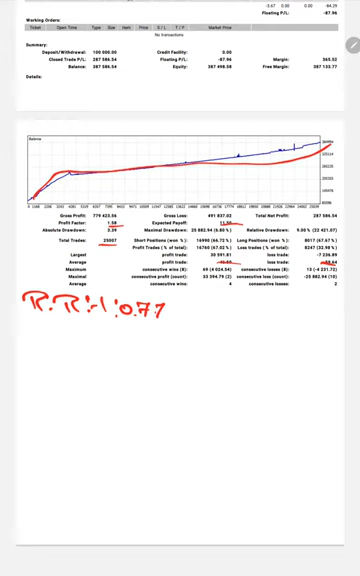 -5.67 0.00 0.00 -84.29
Floating P/L: -87.96
Working Orders:
Ticket Open Time Type Size Item Price S / L T / P Market Price
No transactions
Summary:
Deposit/Withdrawal: 100 000.00 Credit Facility: 0.00
Closed Trade P/L: 287 586.54 Floating P/L: -87.96 Margin: 365.52
Balance: 387 586.54 Equity: 387 498.58 Free Margin: 387 133.77
Details:
Balance
Gross Profit: 779 423.56 Gross Loss: 491 837.02 Total Net Profit: 287 586.54
Profit Factor: 1.58 Expected Payoff: 11.50
Absolute Drawdown: 3.39 Maximal Drawdown: 25 882.94 (6.80 %) Relative Drawdown: 9.00 % (22 421.07)
Total Trades: 25007 Short Positions (won %): 16990 (66.72 %) Long Positions (won %): 8017 (67.67 %)
Profit Trades (% of total): 16760 (67.02 %) Loss trades (% of total): 8247 (32.98 %)
Largest profit trade: 30 591.81 loss trade: -7 236.89
Average profit trade: loss trade:
Maximum consecutive wins ($): 69 (4 024.54) consecutive losses ($): 13 (-4 331.72)
Maximal consecutive profit (count): 33 394.79 (2) consecutive loss (count): -25 882.94 (10)
Average consecutive wins: 4 consecutive losses: 2
R.R:1:0.77